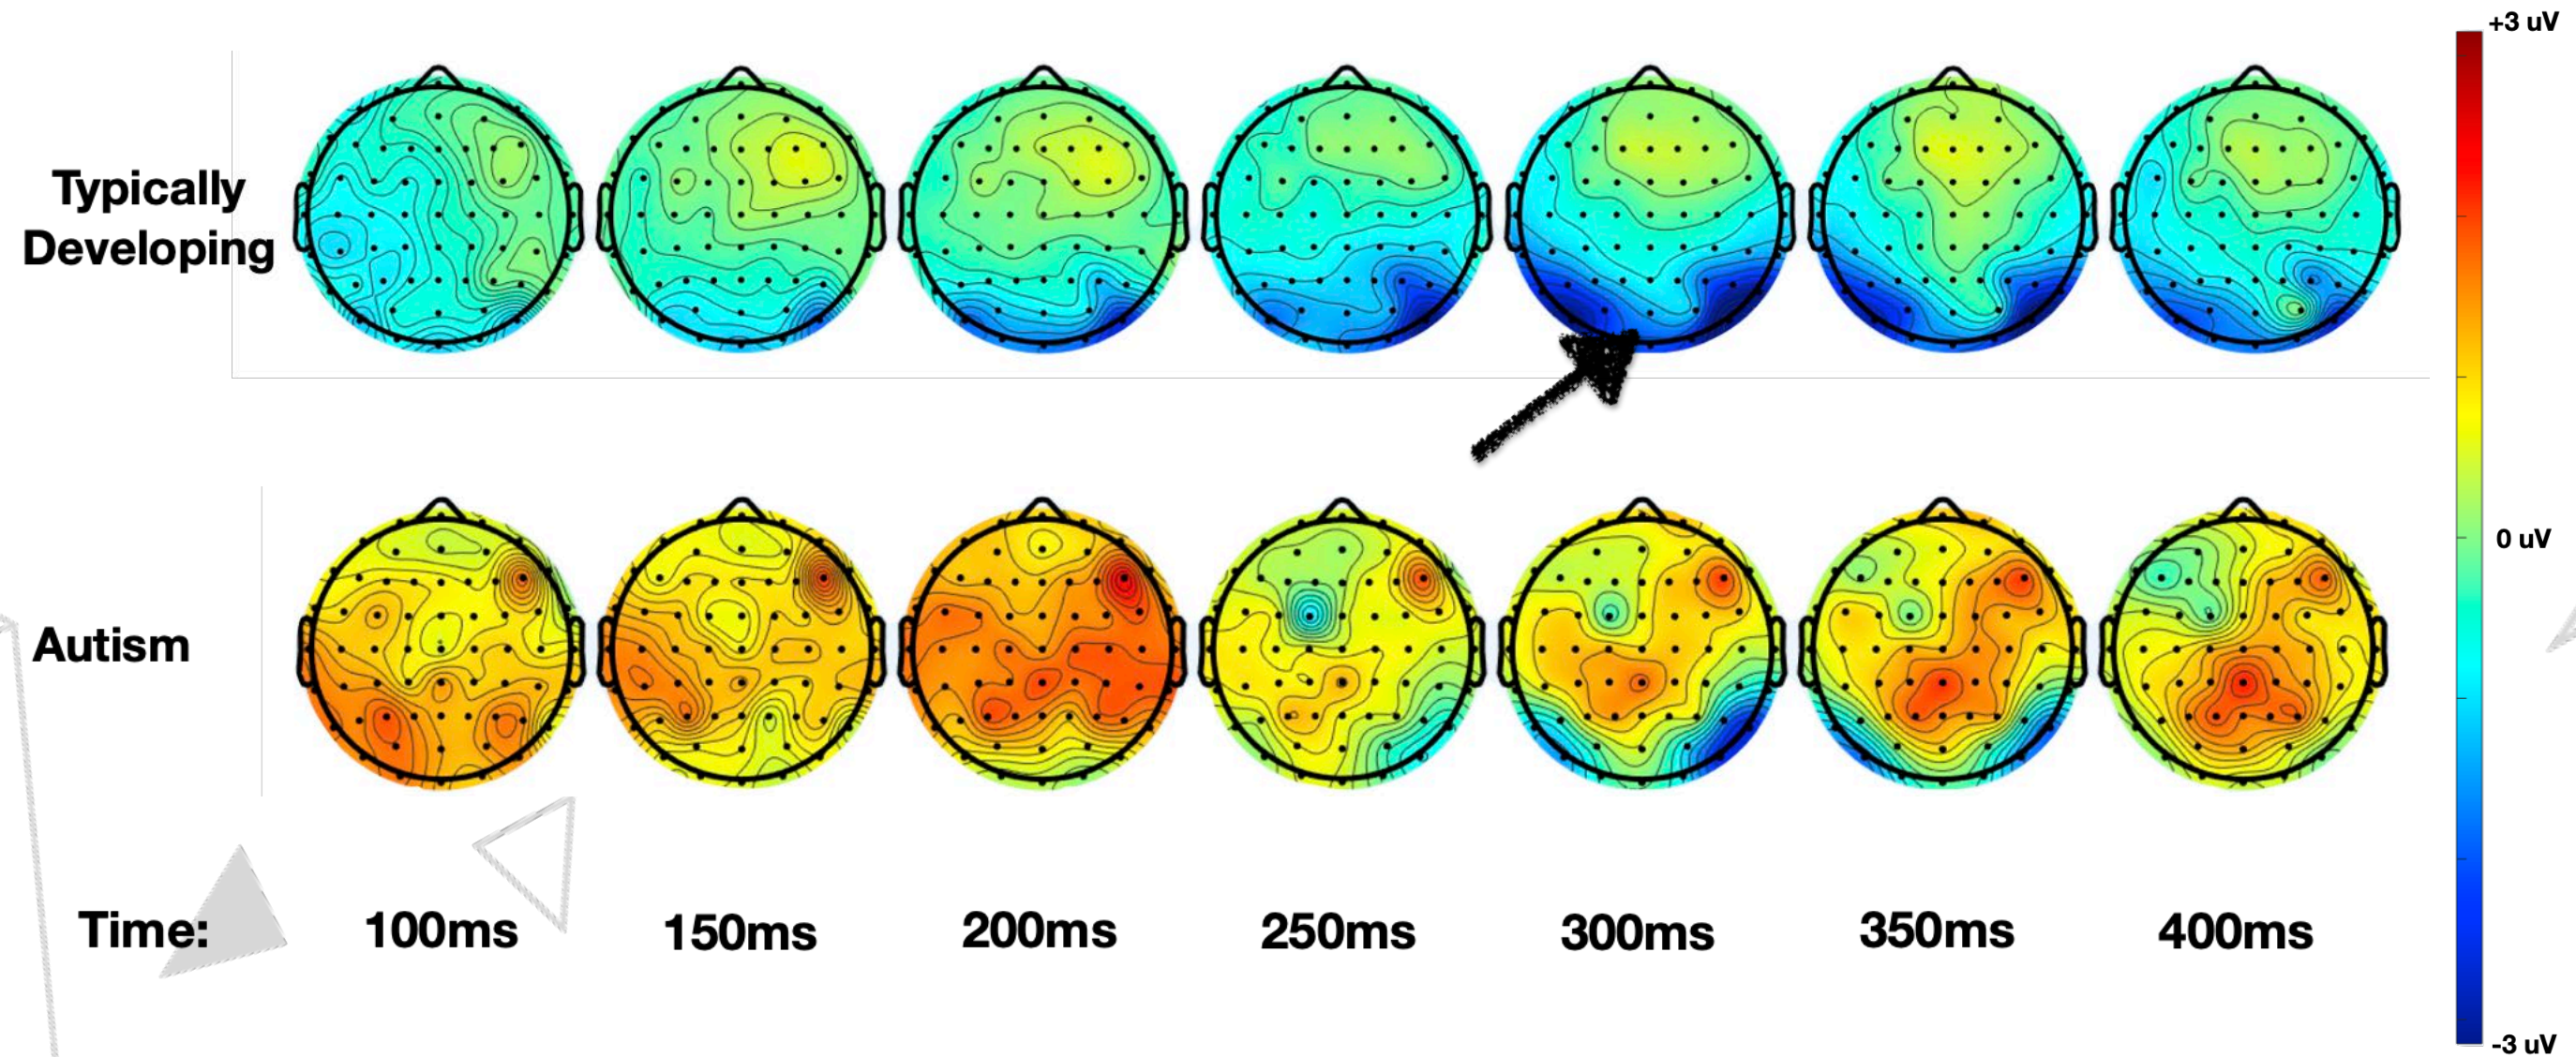 +3 uV
Typically
Developing
0 uV
Autism
Time:
100ms
150ms
200ms
250ms
300ms
350ms
400ms
-3 uV